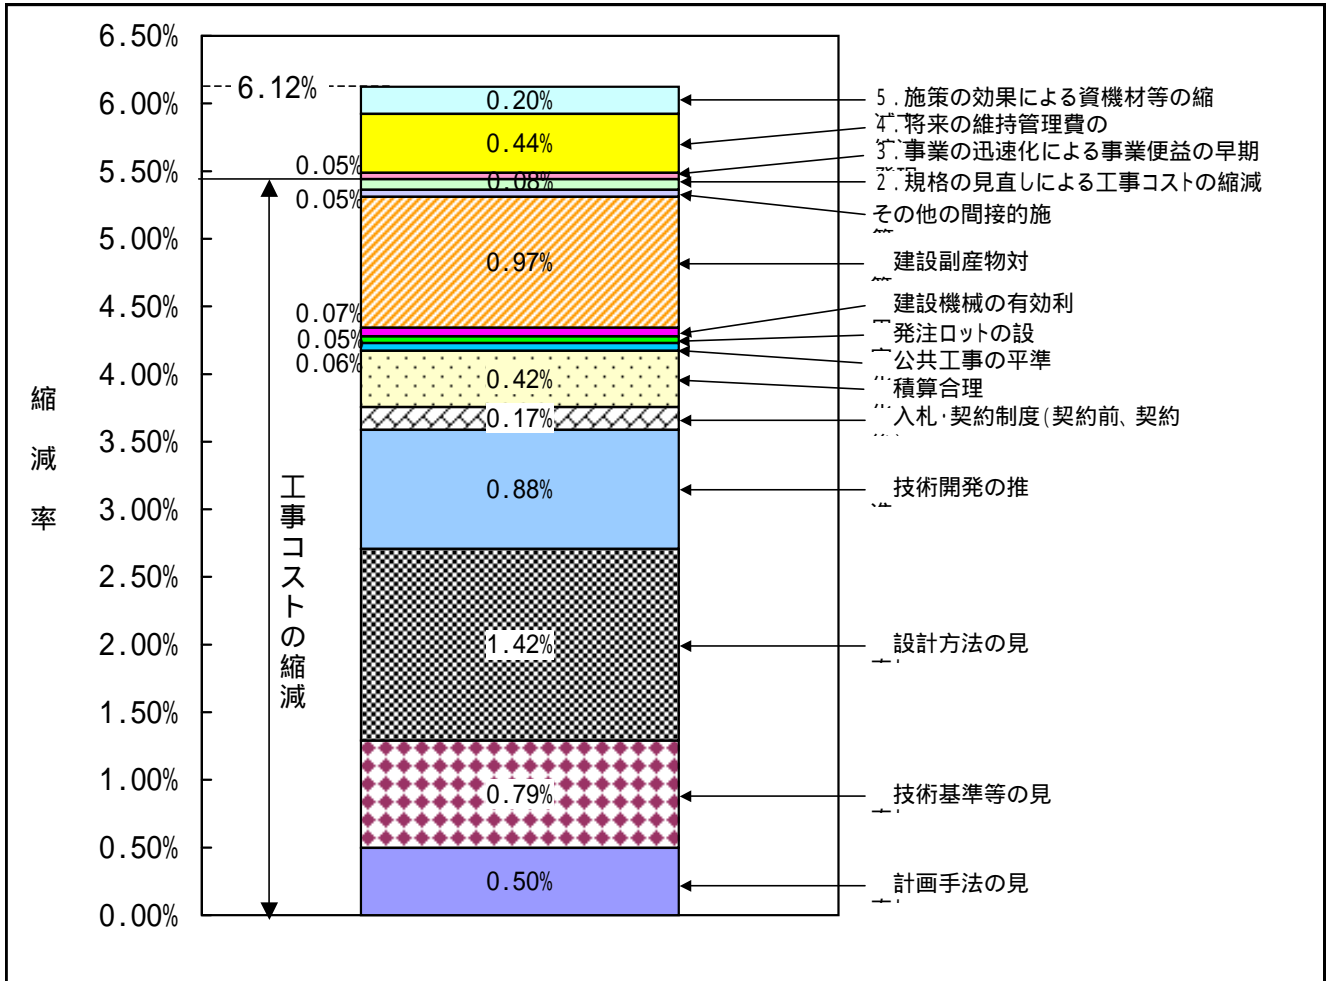 6.50%
6.00%
5.50%
5.00%
4.50%
4.00%
3.50%
3.00%
2.50%
2.00%
1.50%
1.00%
0.50%
0.00%
縮減率
6.12%
工事コストの縮減
0.20%
0.44%
0.05%
0.08%
0.05%
0.97%
0.07%
0.05%
0.06%
0.42%
0.17%
0.88%
1.42%
0.79%
0.50%
5.施策の効果による資機材等の縮
4.将来の維持管理費の
3.事業の迅速化による事業便益の早期
2.規格の見直しによる工事コストの縮減
その他の間接的施
建設副産物対
建設機械の有効利
発注ロットの設
公共工事の平準
積算合理
入札・契約制度(契約前、契約
技術開発の推
設計方法の見
技術基準等の見
計画手法の見